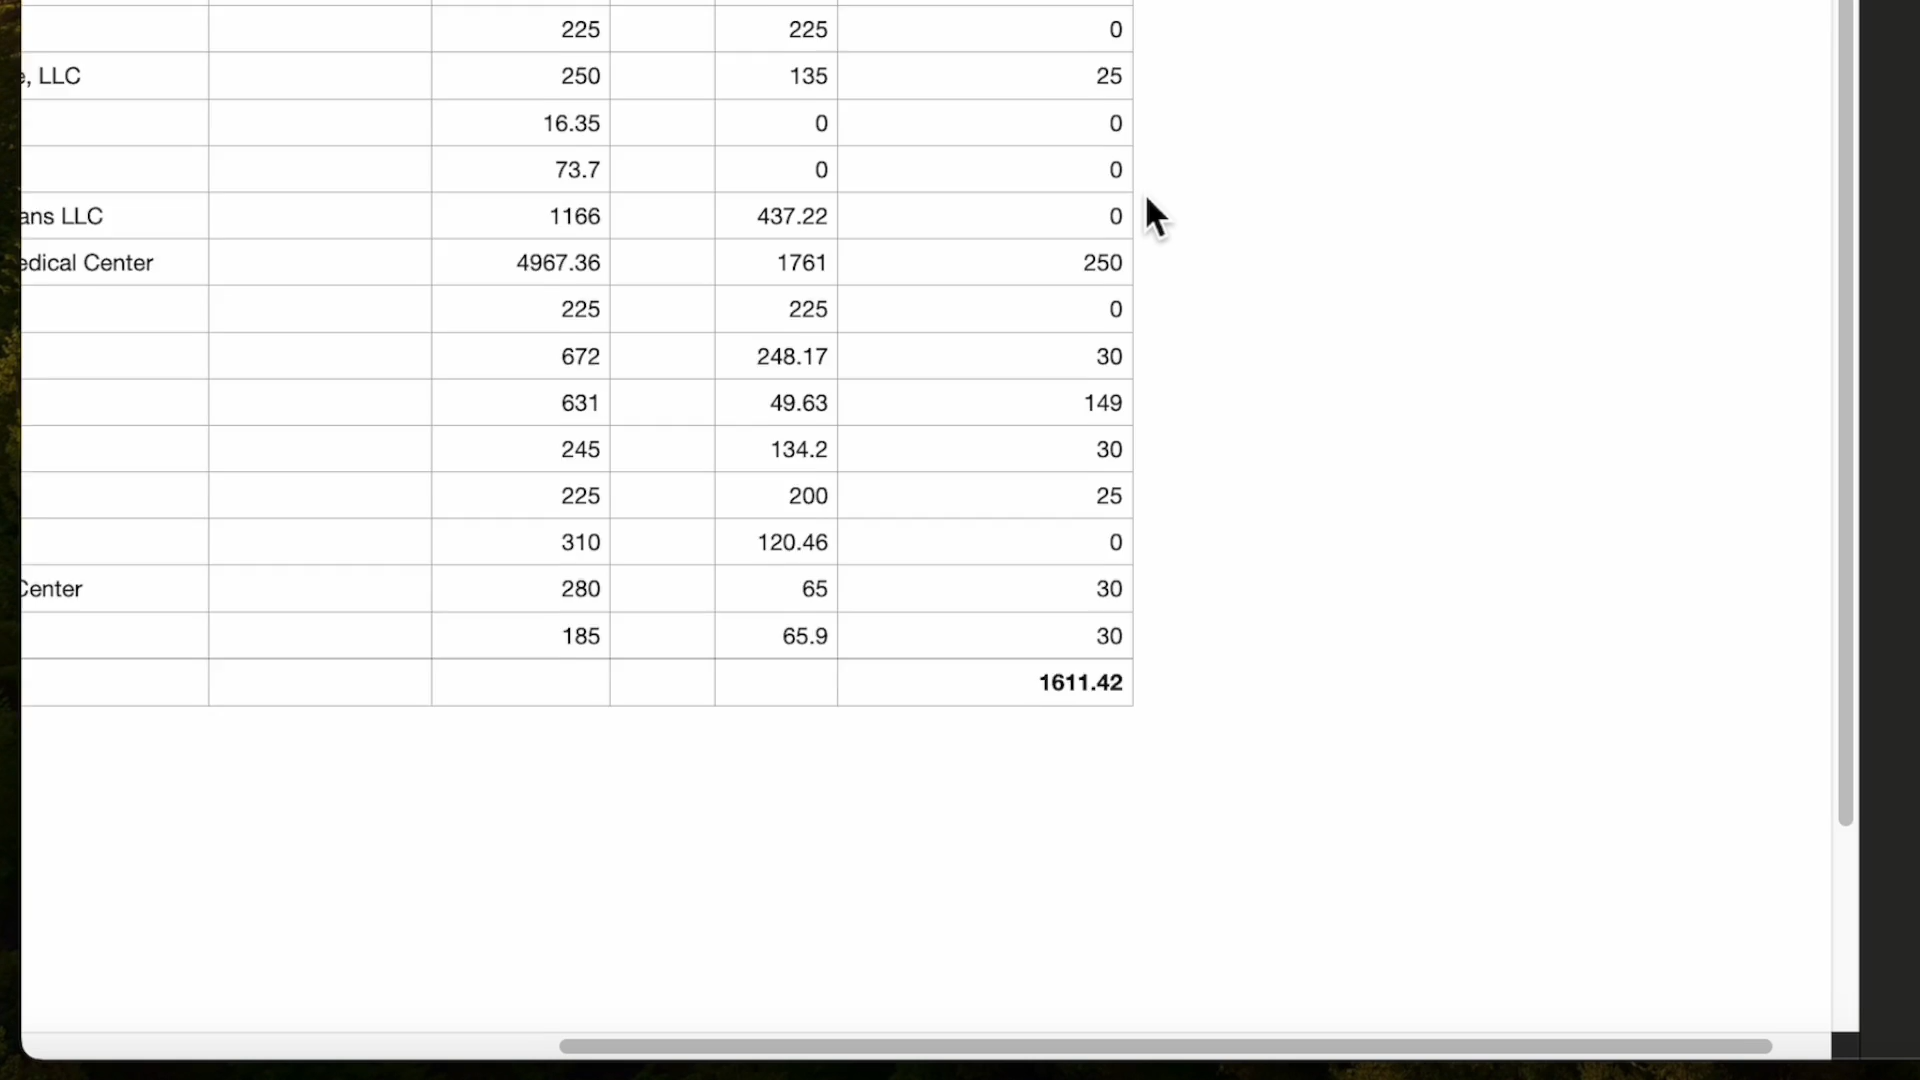 225 225 0
, LLC 250 135 25
16.35 0 0
73.7 0 0
ans LLC 1166 437.22 0
edical Center 4967.36 1761 250
225 225 0
672 248.17 30
631 49.63 149
245 134.2 30
225 200 25
310 120.46 0
Center 280 65 30
185 65.9 30
1611.42